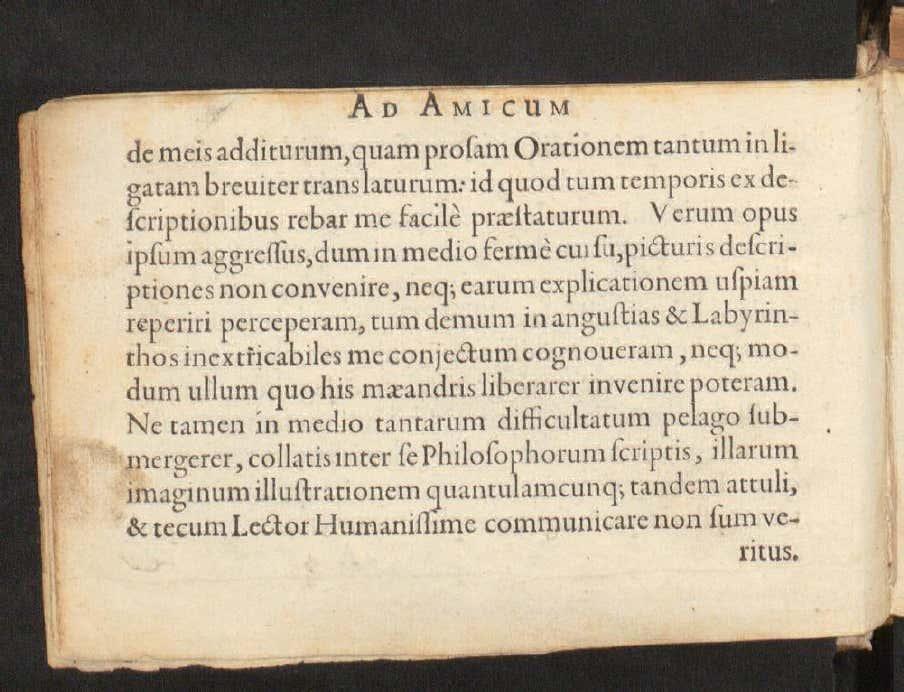 AD AMICUM
de meis additurum, quam proſam Orationem tantum in li-
gatam breuiter translaturum: id quod tum temporis ex de-
ſcriptionibus rebar me facilè præſtaturum. Verum opus
ipſum aggreſſus, dum in medio fermè cuiſu, picturis deſcri-
ptiones non convenire, neq; earum explicationem uſpiam
reperiri perceperam, tum demum in anguſtias & Labyrin-
thos inextricabiles me conjectum cognoueram, neq; mo-
dum ullum quo his mæandris liberarer invenire poteram.
Ne tamen in medio tantarum difficultatum pelago ſub-
mergerer, collatis inter ſe Philoſophorum ſcriptis, illarum
imaginum illuſtrationem quantulamcunq; tandem attuli,
& tecum Lector Humaniſſime communicare non ſum ve-
ritus.